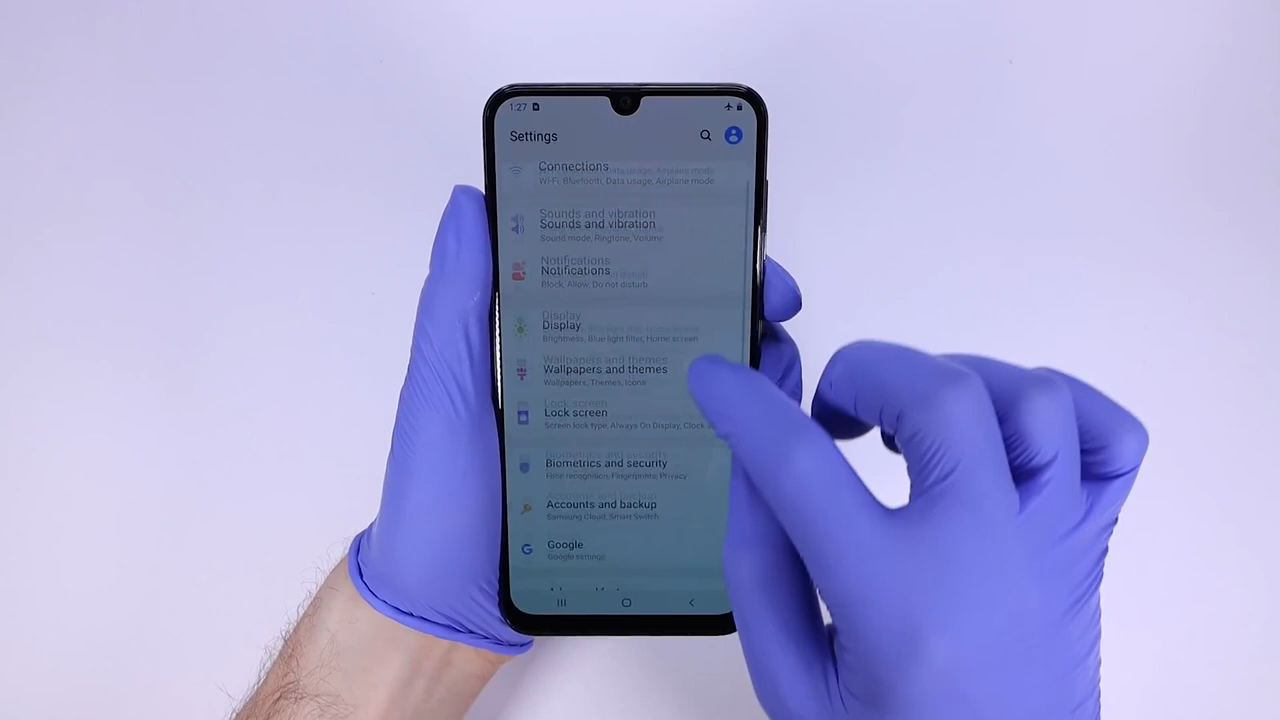 1:27
Settings
Connections
Wi-Fi, Bluetooth, Data usage, Airplane mode
Sounds and vibration
Sound mode, Ringtone, Volume
Notifications
Block, Allow, Do not disturb
Display
Brightness, Blue light filter, Home screen
Wallpapers and themes
Wallpapers, Themes, Icons
Lock screen
Screen lock type, Always On Display, Clock s
Biometrics and security
Face recognition, Fingerprints, Privacy
Accounts and backup
Samsung Cloud, Smart Switch
G Google
Google settings